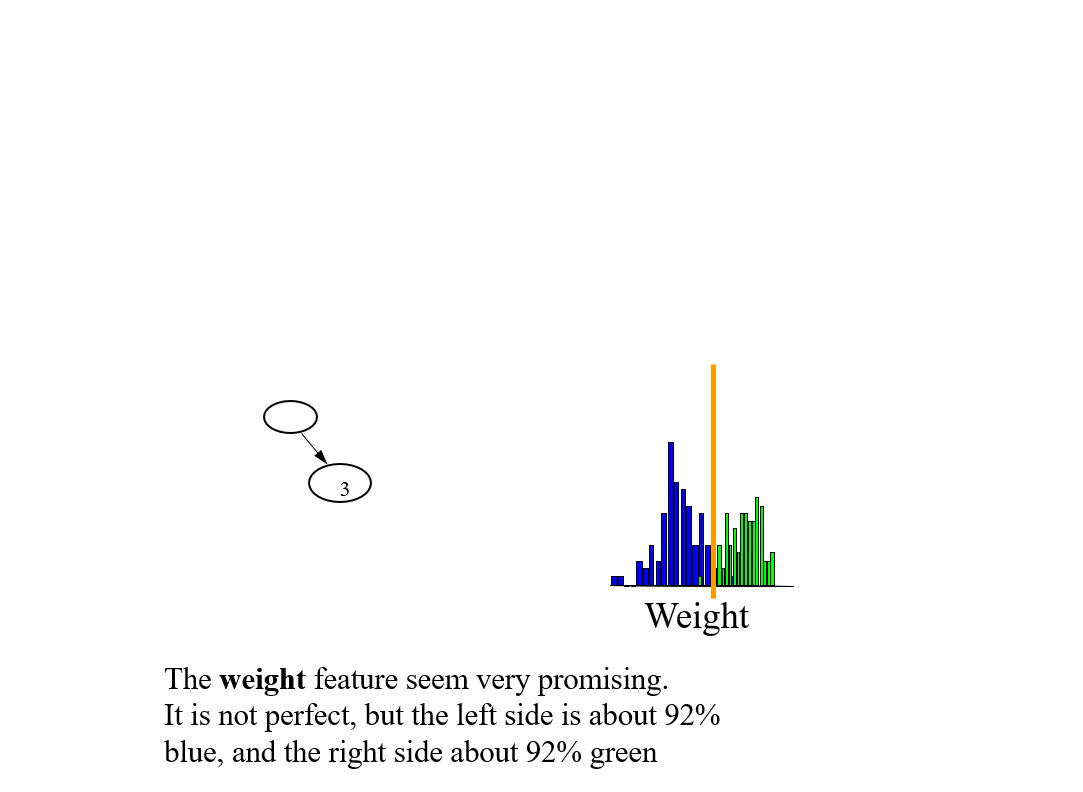 3
Weight
The weight feature seem very promising.
It is not perfect, but the left side is about 92%
blue, and the right side about 92% green